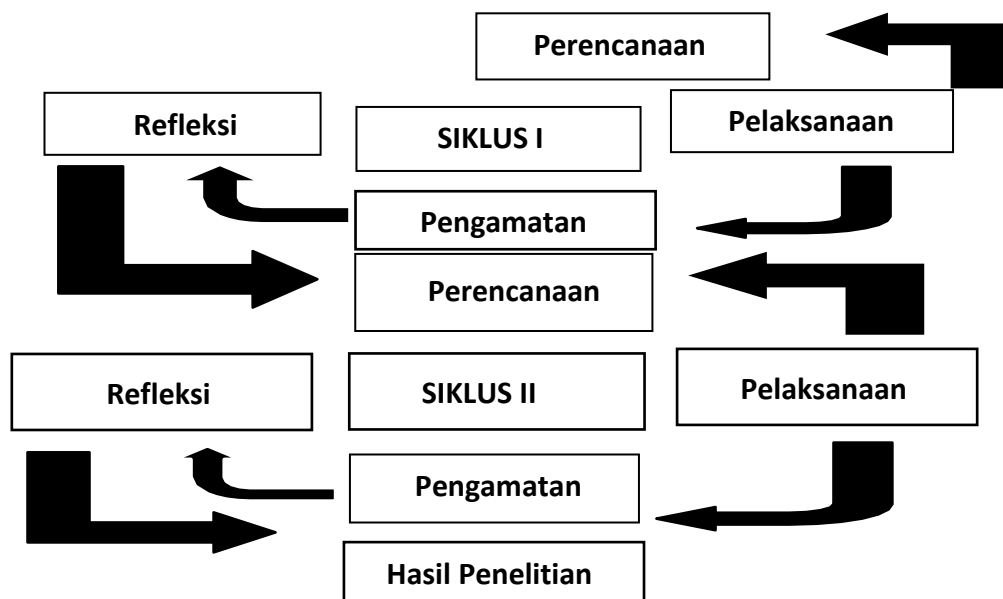 Perencanaan
Refleksi
SIKLUS I
Pelaksanaan
Pengamatan
Perencanaan
Refleksi
SIKLUS II
Pelaksanaan
Pengamatan
Hasil Penelitian